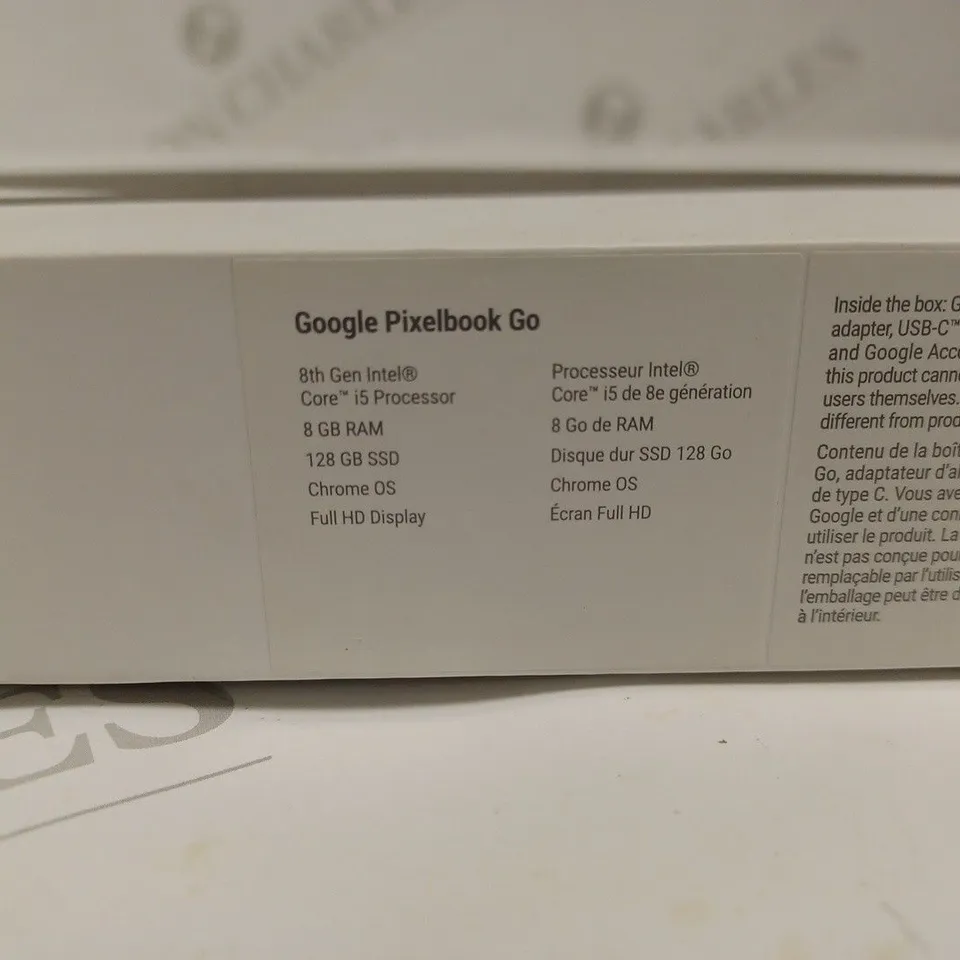 Google Pixelbook Go
8th Gen Intel®
Core™ i5 Processor
8 GB RAM
128 GB SSD
Chrome OS
Full HD Display
Processeur Intel®
Core™ i5 de 8e génération
8 Go de RAM
Disque dur SSD 128 Go
Chrome OS
Écran Full HD
Inside the box: G
adapter, USB-C™
and Google Acc
this product cann
users themselves.
different from prod
Contenu de la boît
Go, adaptateur d'al
de type C. Vous ave
Google et d'une con
utiliser le produit. La
n'est pas conçue pou
remplaçable par l'utilis
l'emballage peut être d
à l'intérieur.
ES